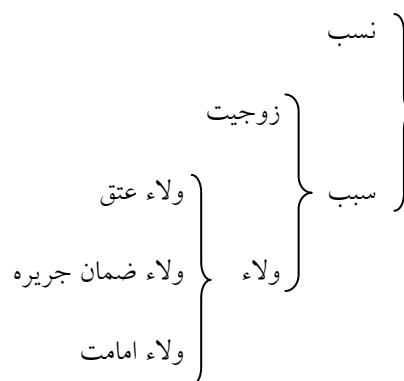 نسب
زوجیت
سبب
ولاء عتق
ولاء
ولاء ضمان جریره
ولاء امامت